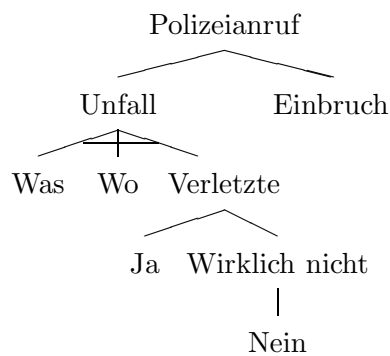 Polizeianruf
Unfall Einbruch
Was Wo Verletzte
Ja Wirklich nicht
Nein